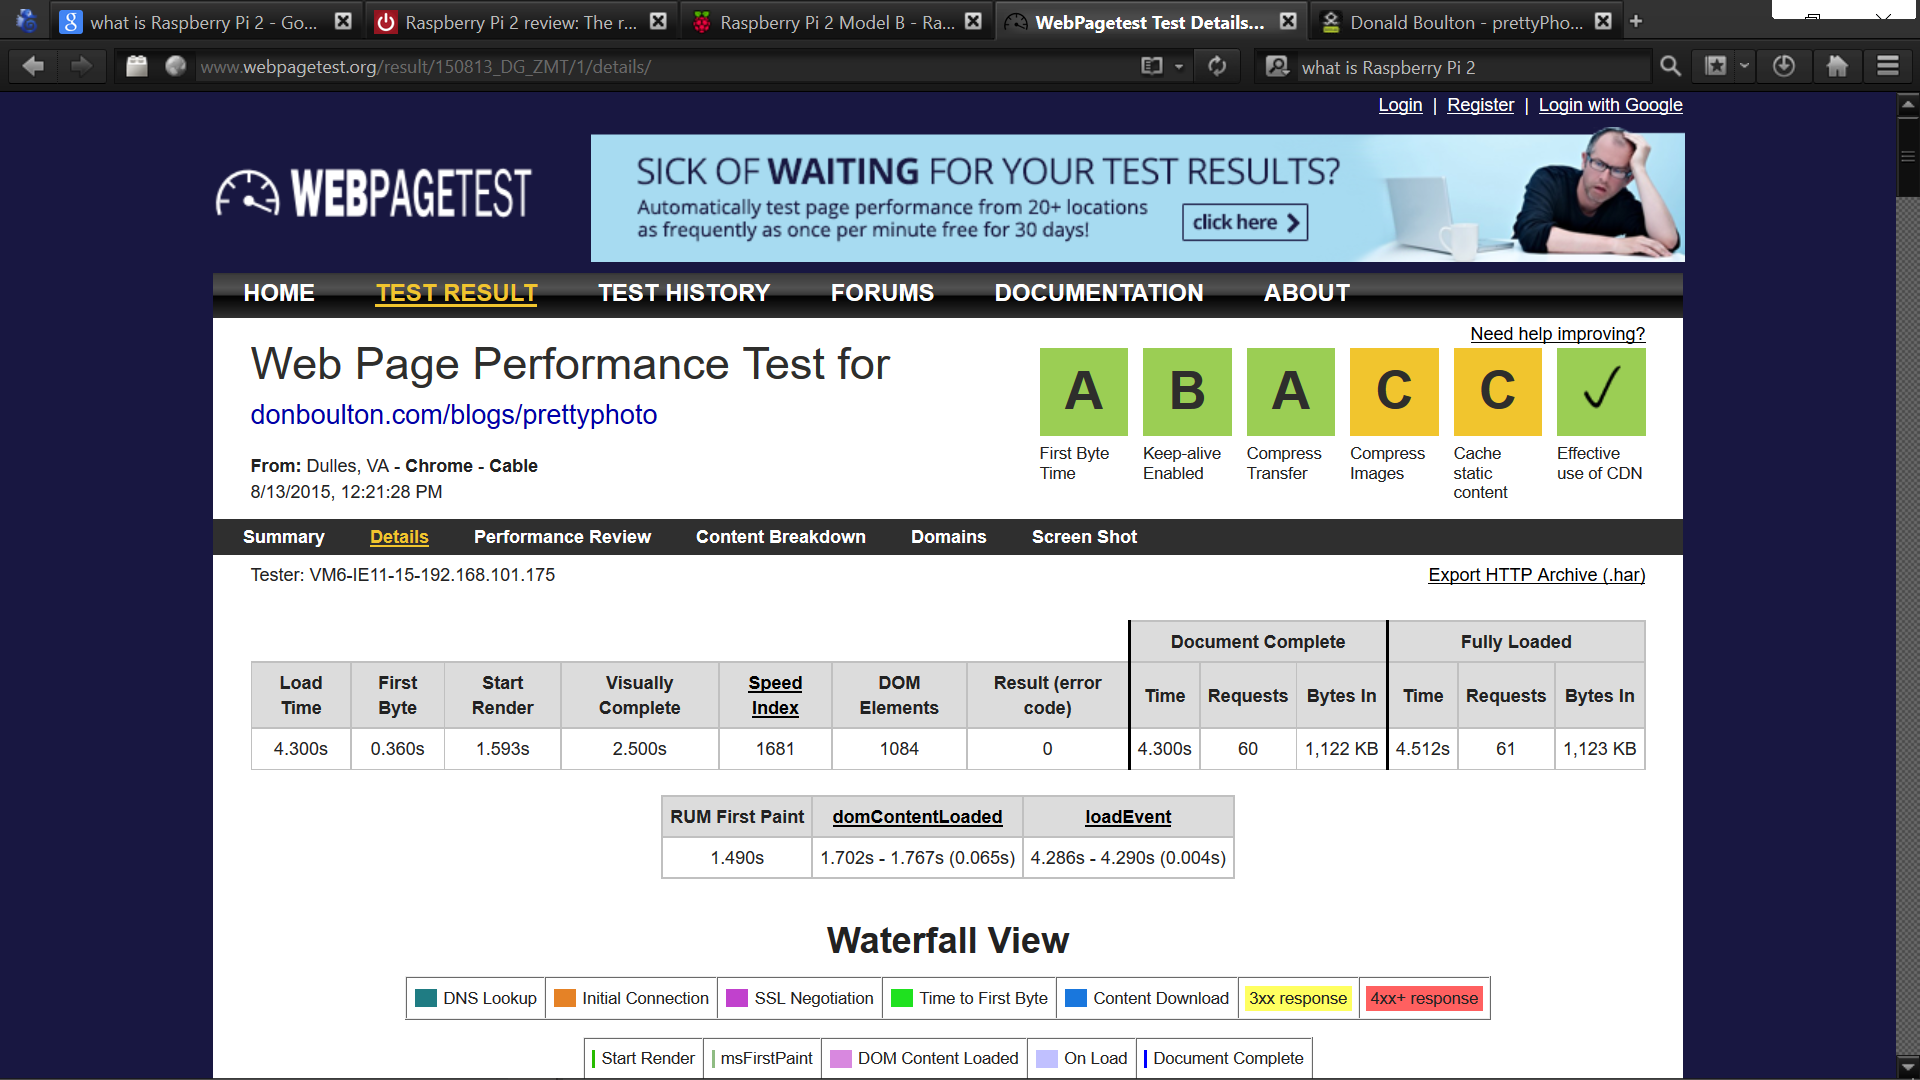 what is Raspberry Pi 2 - Go...
Raspberry Pi 2 review: The r...
Raspberry Pi 2 Model B - Ra...
WebPagetest Test Details...
Donald Boulton - prettyPho...
www.webpagetest.org/result/150813_DG_ZMT/1/details/
what is Raspberry Pi 2
Login | Register | Login with Google
WEBPAGETEST
SICK OF WAITING FOR YOUR TEST RESULTS?
Automatically test page performance from 20+ locations
as frequently as once per minute free for 30 days!
click here
HOME TEST RESULT TEST HISTORY FORUMS DOCUMENTATION ABOUT
Need help improving?
Web Page Performance Test for
donboulton.com/blogs/prettyphoto
From: Dulles, VA - Chrome - Cable
8/13/2015, 12:21:28 PM
A B A C C
First Byte Time
Keep-alive Enabled
Compress Transfer
Compress Images
Cache static content
Effective use of CDN
Summary Details Performance Review Content Breakdown Domains Screen Shot
Tester: VM6-IE11-15-192.168.101.175
Export HTTP Archive (.har)
Document Complete Fully Loaded
Load Time First Byte Start Render Visually Complete Speed Index DOM Elements Result (error code) Time Requests Bytes In Time Requests Bytes In
4.300s 0.360s 1.593s 2.500s 1681 1084 0 4.300s 60 1,122 KB 4.512s 61 1,123 KB
RUM First Paint domContentLoaded loadEvent
1.490s 1.702s - 1.767s (0.065s) 4.286s - 4.290s (0.004s)
Waterfall View
DNS Lookup Initial Connection SSL Negotiation Time to First Byte Content Download 3xx response 4xx+ response
Start Render msFirstPaint DOM Content Loaded On Load Document Complete